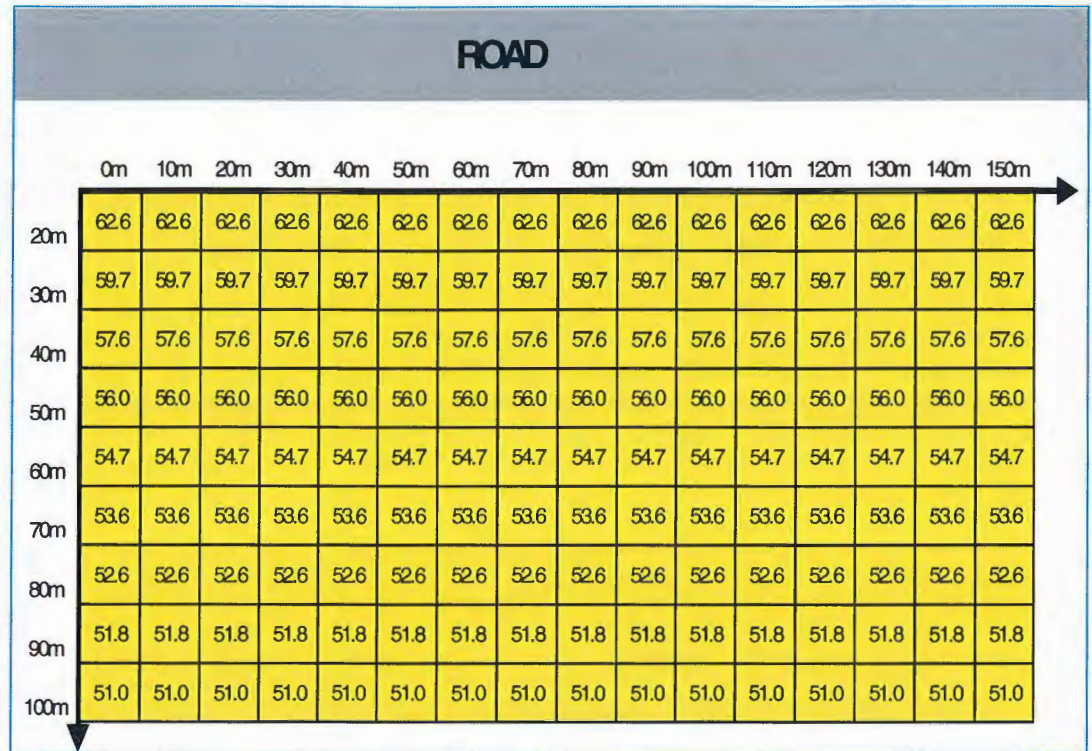 ROAD
0m 10m 20m 30m 40m 50m 60m 70m 80m 90m 100m 110m 120m 130m 140m 150m
20m 62.6 62.6 62.6 62.6 62.6 62.6 62.6 62.6 62.6 62.6 62.6 62.6 62.6 62.6 62.6 62.6
30m 59.7 59.7 59.7 59.7 59.7 59.7 59.7 59.7 59.7 59.7 59.7 59.7 59.7 59.7 59.7 59.7
40m 57.6 57.6 57.6 57.6 57.6 57.6 57.6 57.6 57.6 57.6 57.6 57.6 57.6 57.6 57.6 57.6
50m 56.0 56.0 56.0 56.0 56.0 56.0 56.0 56.0 56.0 56.0 56.0 56.0 56.0 56.0 56.0 56.0
60m 54.7 54.7 54.7 54.7 54.7 54.7 54.7 54.7 54.7 54.7 54.7 54.7 54.7 54.7 54.7 54.7
70m 53.6 53.6 53.6 53.6 53.6 53.6 53.6 53.6 53.6 53.6 53.6 53.6 53.6 53.6 53.6 53.6
80m 52.6 52.6 52.6 52.6 52.6 52.6 52.6 52.6 52.6 52.6 52.6 52.6 52.6 52.6 52.6 52.6
90m 51.8 51.8 51.8 51.8 51.8 51.8 51.8 51.8 51.8 51.8 51.8 51.8 51.8 51.8 51.8 51.8
100m 51.0 51.0 51.0 51.0 51.0 51.0 51.0 51.0 51.0 51.0 51.0 51.0 51.0 51.0 51.0 51.0